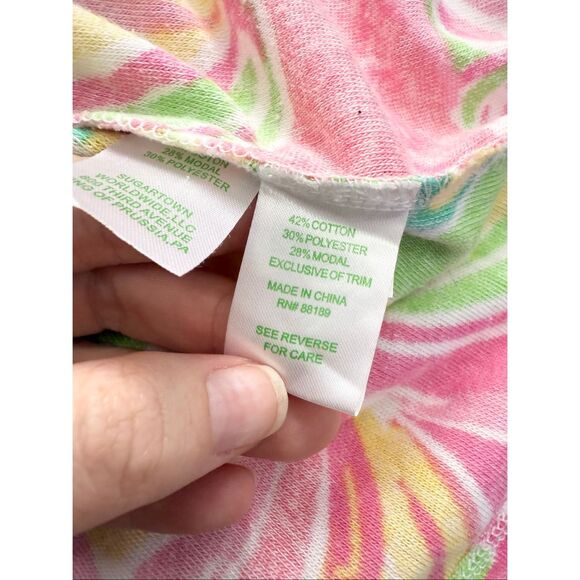 28% MODAL
30% POLYESTER
SUGARTOWN
WORLDWIDE, LLC
THIRD AVENUE
OF PRUSSIA, PA
42% COTTON
30% POLYESTER
28% MODAL
EXCLUSIVE OF TRIM
MADE IN CHINA
RN# 88189
SEE REVERSE
FOR CARE